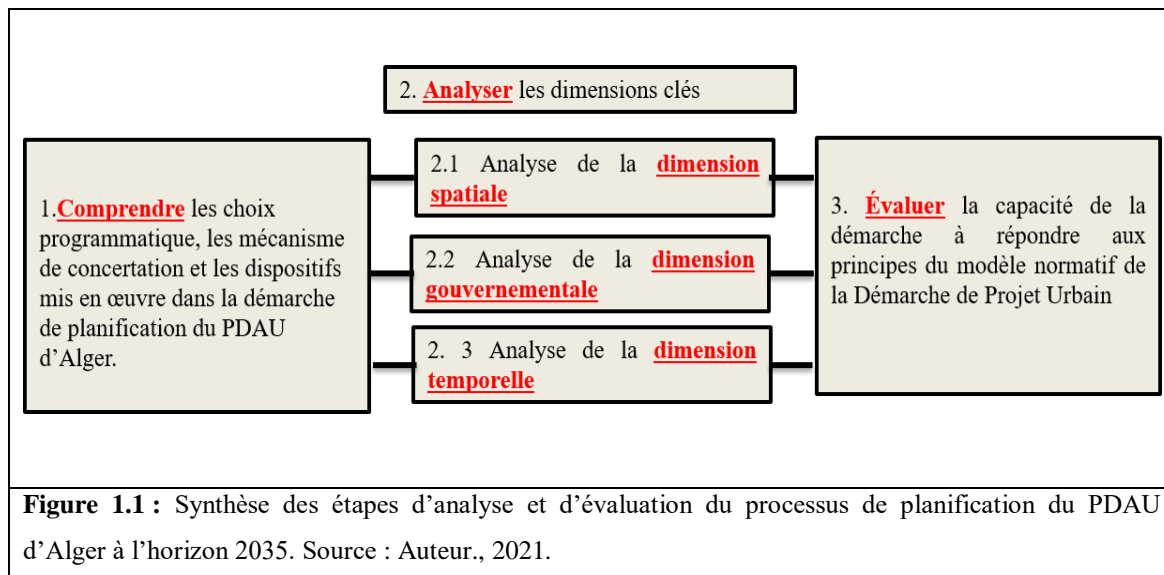 2. Analyser les dimensions clés
1.Comprendre les choix
programmatique, les mécanisme
de concertation et les dispositifs
mis en œuvre dans la démarche
de planification du PDAU
d’Alger.
2.1 Analyse de la dimension
spatiale
2.2 Analyse de la dimension
gouvernementale
2. 3 Analyse de la dimension
temporelle
3. Évaluer la capacité de la
démarche à répondre aux
principes du modèle normatif de
la Démarche de Projet Urbain
Figure 1.1 : Synthèse des étapes d’analyse et d’évaluation du processus de planification du PDAU
d’Alger à l’horizon 2035. Source : Auteur., 2021.